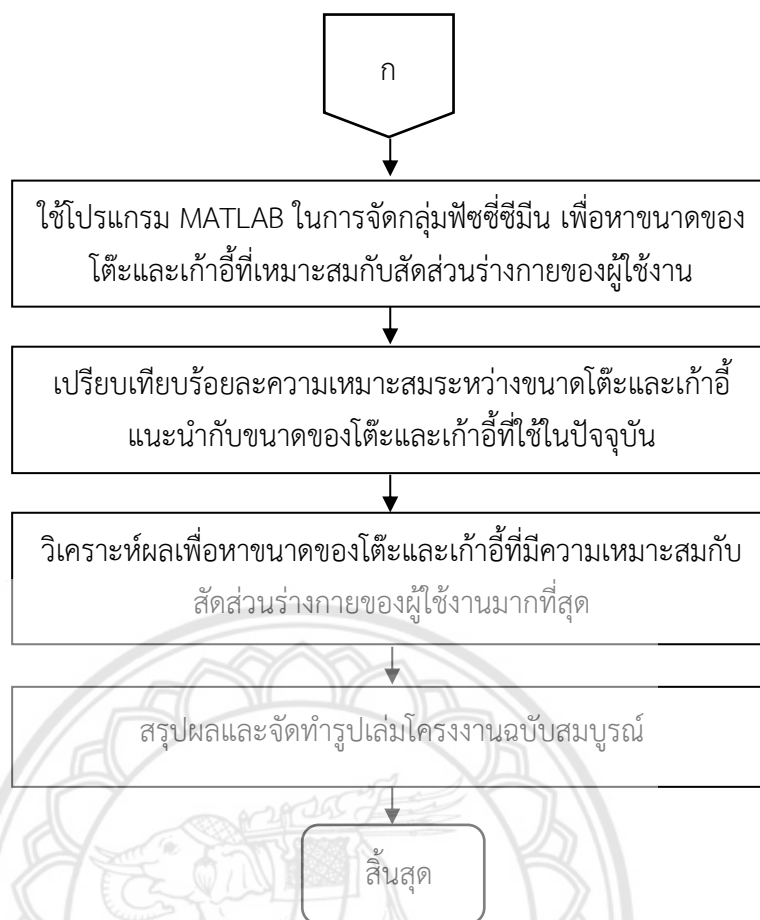 ก
ใช้โปรแกรม MATLAB ในการจัดกลุ่มฟัซซี่ซีมีน เพื่อหาขนาดของ
โต๊ะและเก้าอี้ที่เหมาะสมกับสัดส่วนร่างกายของผู้ใช้งาน
เปรียบเทียบร้อยละความเหมาะสมระหว่างขนาดโต๊ะและเก้าอี้
แนะนำกับขนาดของโต๊ะและเก้าอี้ที่ใช้ในปัจจุบัน
วิเคราะห์ผลเพื่อหาขนาดของโต๊ะและเก้าอี้ที่มีความเหมาะสมกับ
สัดส่วนร่างกายของผู้ใช้งานมากที่สุด
สรุปผลและจัดทำรูปเล่มโครงงานฉบับสมบูรณ์
สิ้นสุด